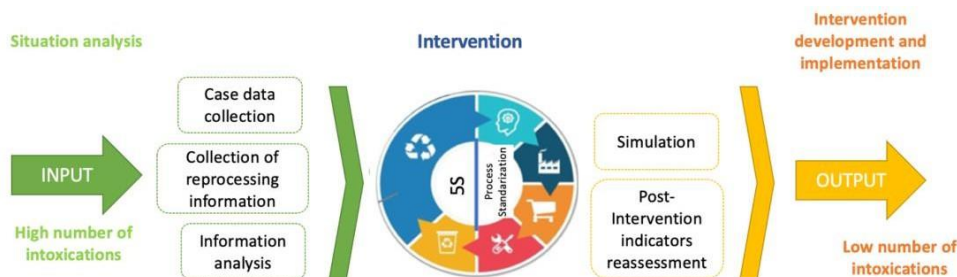 Situation analysis
Intervention
Intervention
development and
implementation
Case data
collection
INPUT
Collection of
reprocessing
information
High number of
intoxications
Information
analysis
5S
Process
Standarization
Simulation
Post-
Intervention
indicators
reassessment
OUTPUT
Low number of
intoxications